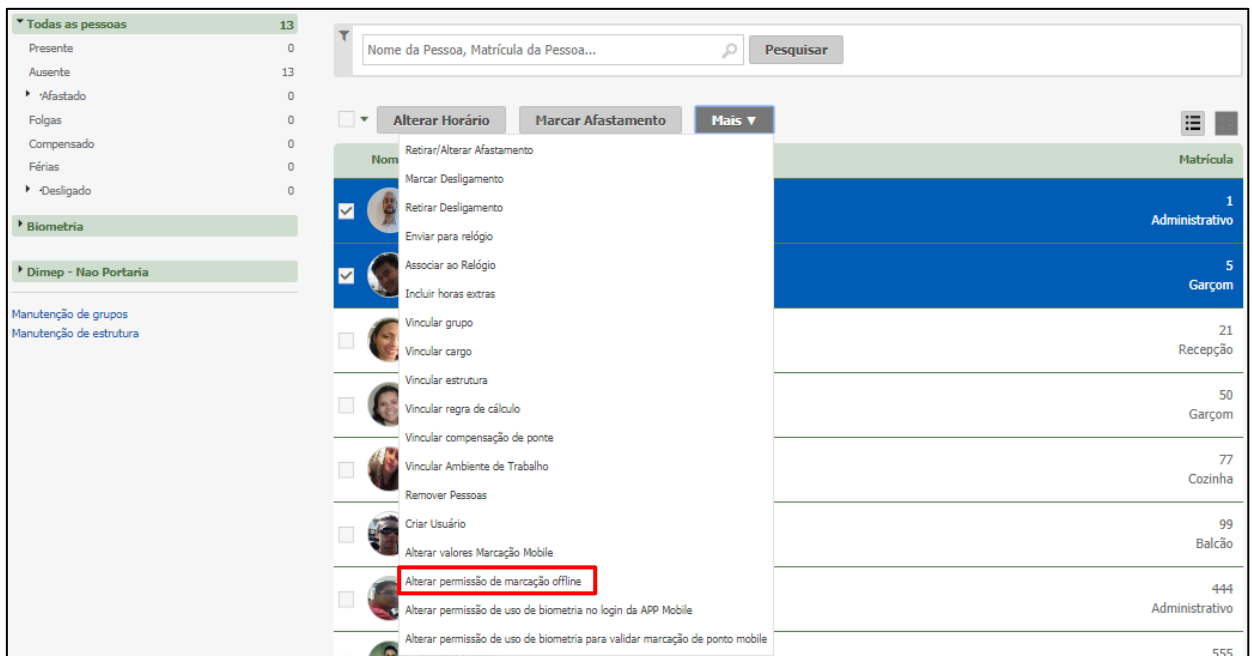 Todas as pessoas 13
Presente 0
Ausente 13
Afastado 0
Folgas 0
Compensado 0
Férias 0
Desligado 0
Biometria
Dimep - Nao Portaria
Manutenção de grupos
Manutenção de estrutura
Nome da Pessoa, Matrícula da Pessoa... Pesquisar
Alterar Horário Marcar Afastamento Mais ▼
Nom Matrícula
Retirar/Alterar Afastamento
Marcar Desligamento
Retirar Desligamento
Enviar para relógio
Associar ao Relógio
Incluir horas extras
Vincular grupo
Vincular cargo
Vincular estrutura
Vincular regra de cálculo
Vincular compensação de ponte
Vincular Ambiente de Trabalho
Remover Pessoas
Criar Usuário
Alterar valores Marcação Mobile
Alterar permissão de marcação offline
Alterar permissão de uso de biometria no login da APP Mobile
Alterar permissão de uso de biometria para validar marcação de ponto mobile
1
Administrativo
5
Garçom
21
Recepção
50
Garçom
77
Cozinha
99
Balcão
444
Administrativo
555